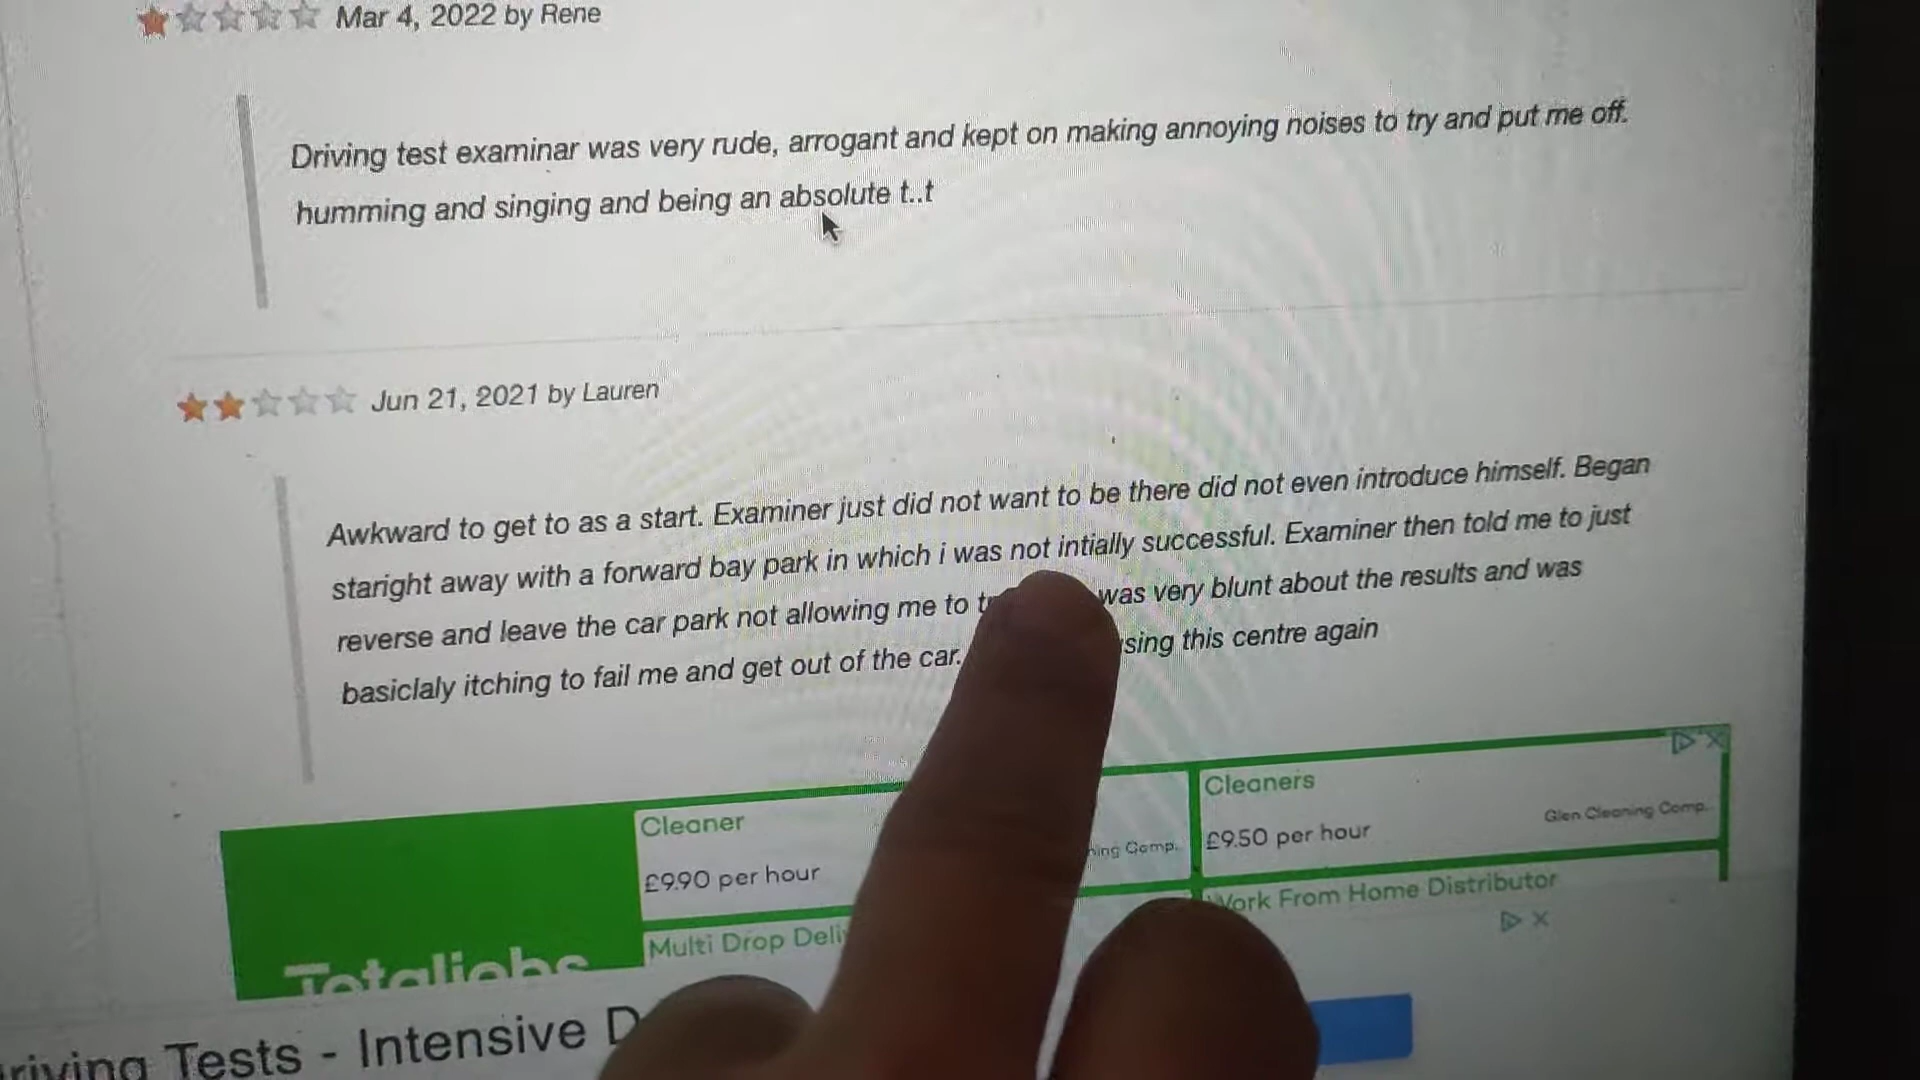 Mar 4, 2022 by Rene
Driving test examinar was very rude, arrogant and kept on making annoying noises to try and put me off.
humming and singing and being an absolute t..t
Jun 21, 2021 by Lauren
Awkward to get to as a start. Examiner just did not want to be there did not even introduce himself. Began
staright away with a forward bay park in which i was not intially successful. Examiner then told me to just
reverse and leave the car park not allowing me to was very blunt about the results and was
basiclaly itching to fail me and get out of the car. this centre again
Cleaner
£9.90 per hour
Comp.
Cleaners
£9.50 per hour
Glen Cleaning Comp.
Multi Drop
Work From Home Distributor
Totaljobs
Tests - Intensive